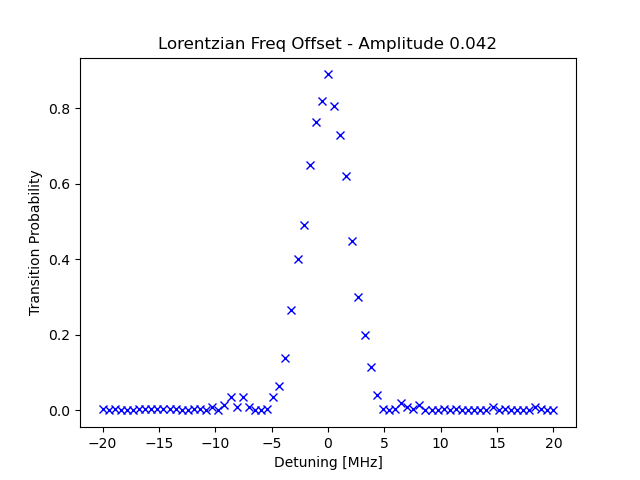 Lorentzian Freq Offset - Amplitude 0.042
Transition Probability
0.8
0.6
0.4
0.2
0.0
−20 −15 −10 −5 0 5 10 15 20
Detuning [MHz]